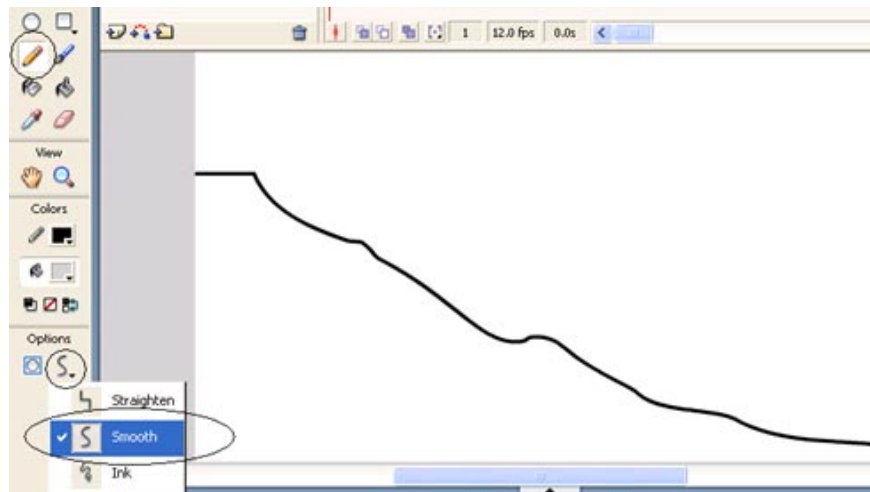 1 12.0 fps 0.0s
View
Colors
Options
Straighten
Smooth
Ink